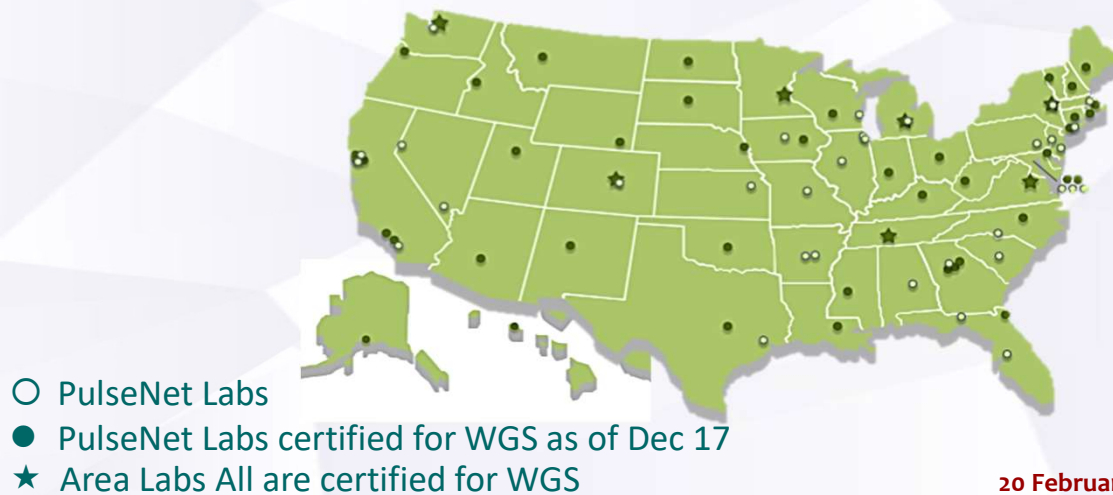 PulseNet Labs
PulseNet Labs certified for WGS as of Dec 17
Area Labs All are certified for WGS
20 Februar